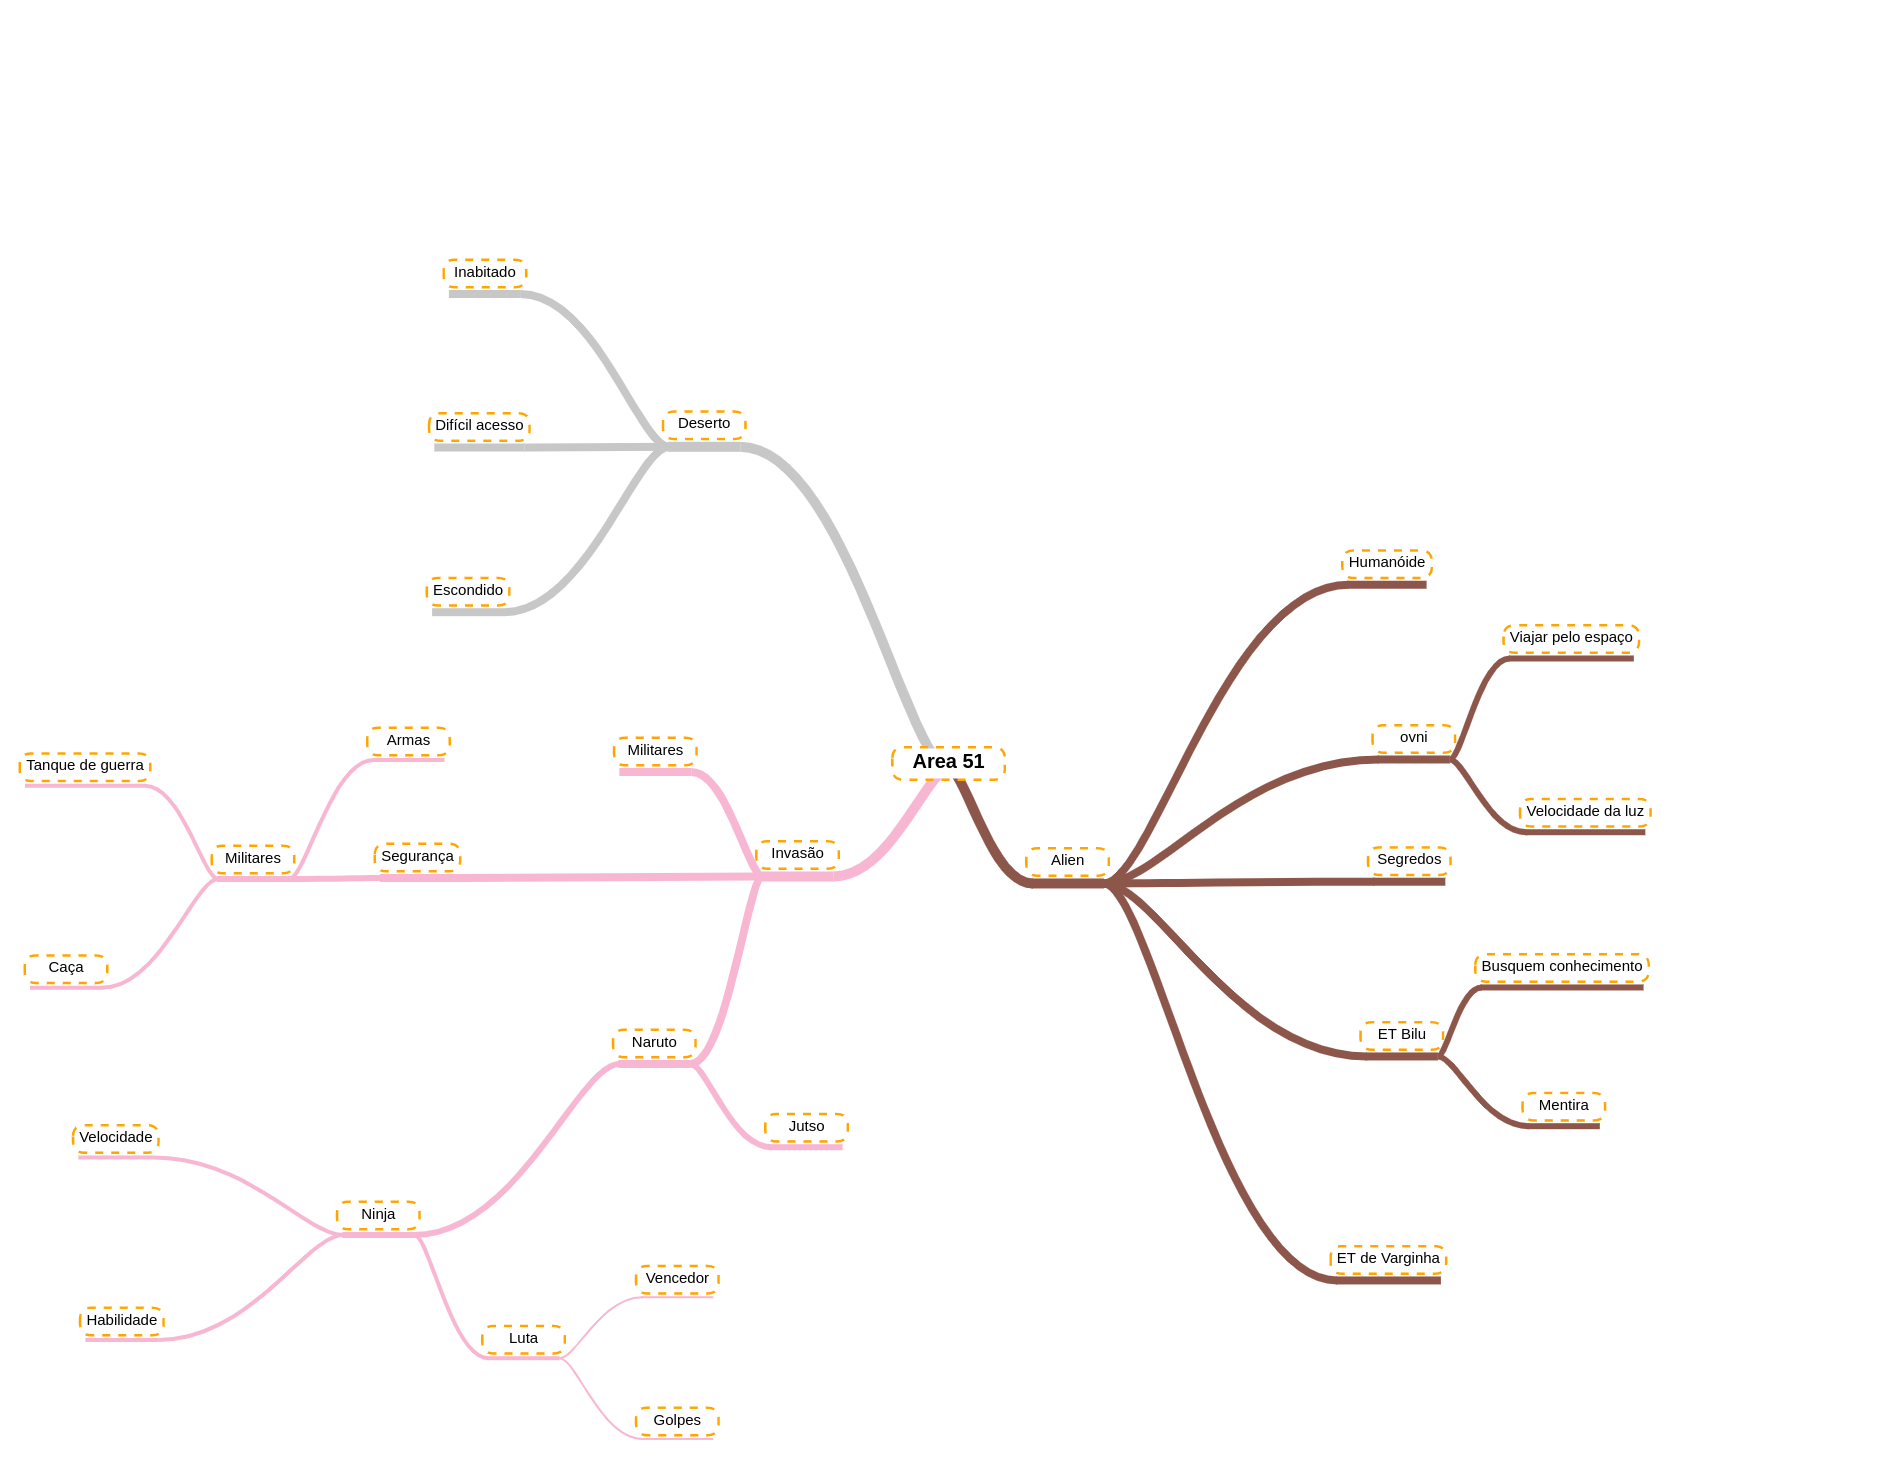 Area 51
Deserto
Inabitado
Difícil acesso
Escondido
Invasão
Militares
Segurança
Militares
Armas
Tanque de guerra
Caça
Naruto
Jutso
Ninja
Velocidade
Habilidade
Luta
Vencedor
Golpes
Alien
Humanóide
ovni
Viajar pelo espaço
Velocidade da luz
Segredos
ET Bilu
Busquem conhecimento
Mentira
ET de Varginha